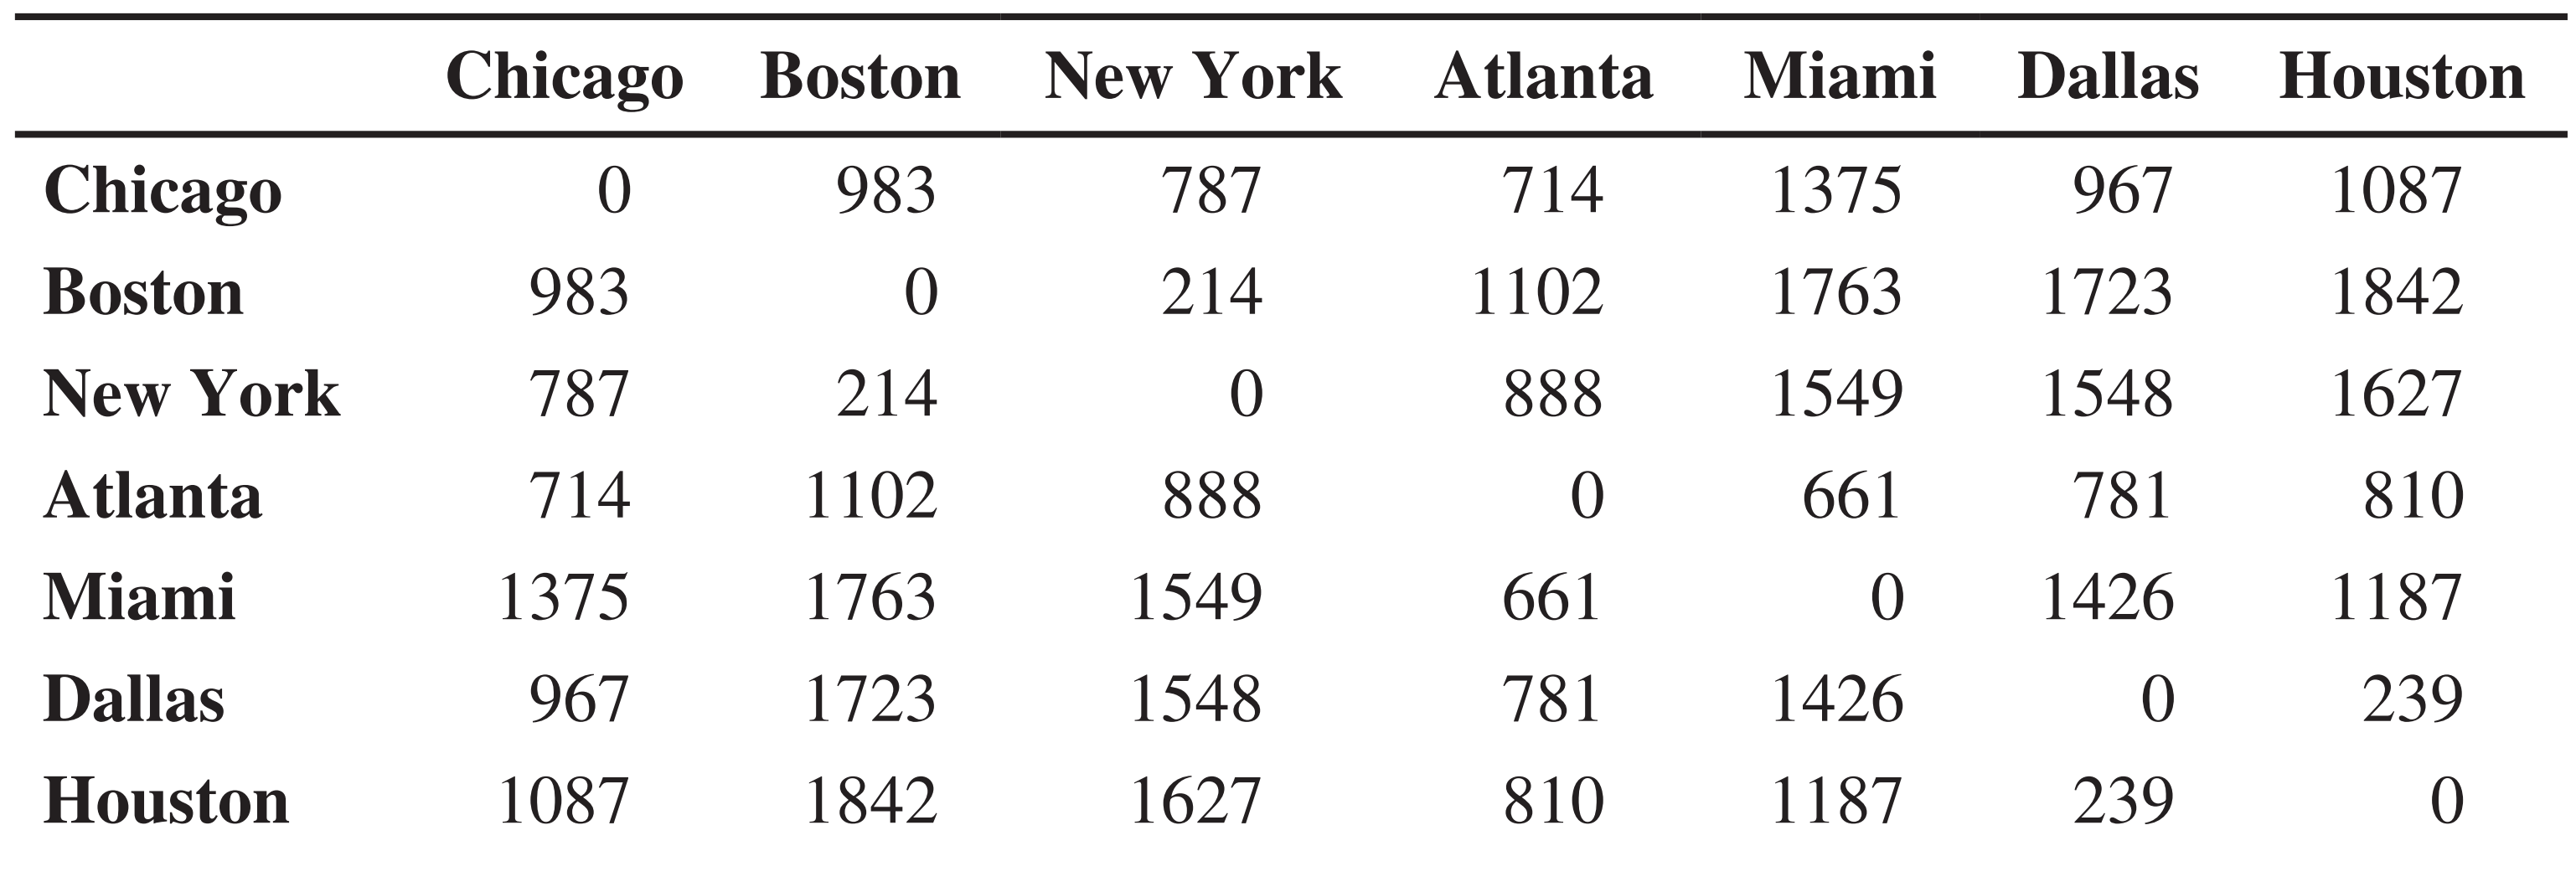 Chicago Boston New York Atlanta Miami Dallas Houston
Chicago 0 983 787 714 1375 967 1087
Boston 983 0 214 1102 1763 1723 1842
New York 787 214 0 888 1549 1548 1627
Atlanta 714 1102 888 0 661 781 810
Miami 1375 1763 1549 661 0 1426 1187
Dallas 967 1723 1548 781 1426 0 239
Houston 1087 1842 1627 810 1187 239 0